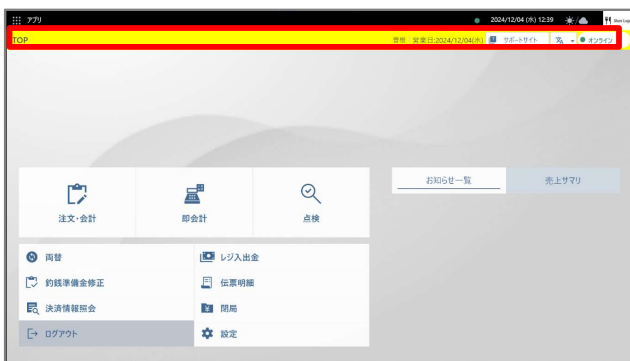 アプリ 2024/12/04 (水) 12:39
TOP 営業日:2024/12/04(水) サポートサイト オンライン
お知らせ一覧 売上サマリ
注文・会計 即会計 点検
両替 レジ入出金
釣銭準備金修正 伝票明細
決済情報照会 閉局
ログアウト 設定